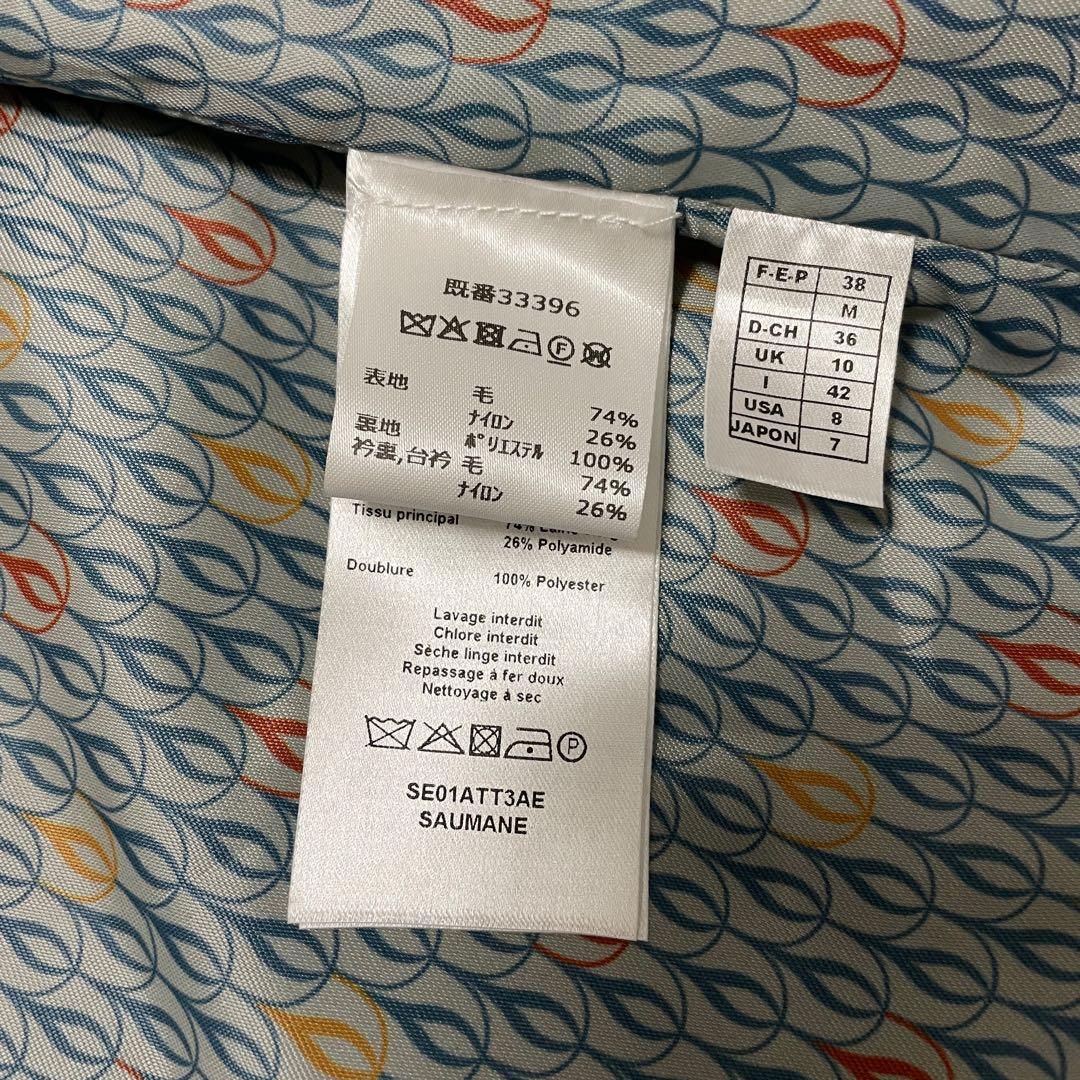 既番33396
表地 毛 74%
ナイロン 26%
裏地 ポリエステル 100%
衿裏,台衿 毛 74%
ナイロン 26%
Tissu principal
26% Polyamide
Doublure 100% Polyester
Lavage interdit
Chlore interdit
Sèche linge interdit
Repassage à fer doux
Nettoyage à sec
P
SE01ATT3AE
SAUMANE
F-E-P 38
M
D-CH 36
UK 10
I 42
USA 8
JAPON 7